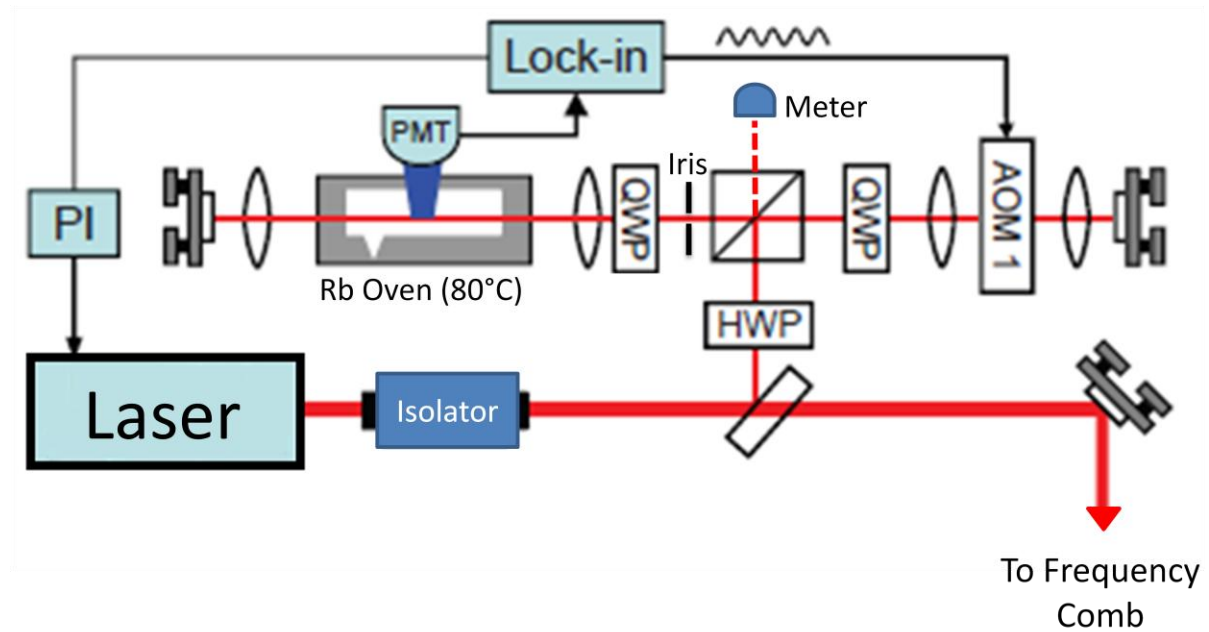 Lock-in
Meter
PMT
Iris
PI
QWP
QWP
AOM 1
Rb Oven (80°C)
HWP
Laser
Isolator
To Frequency
Comb